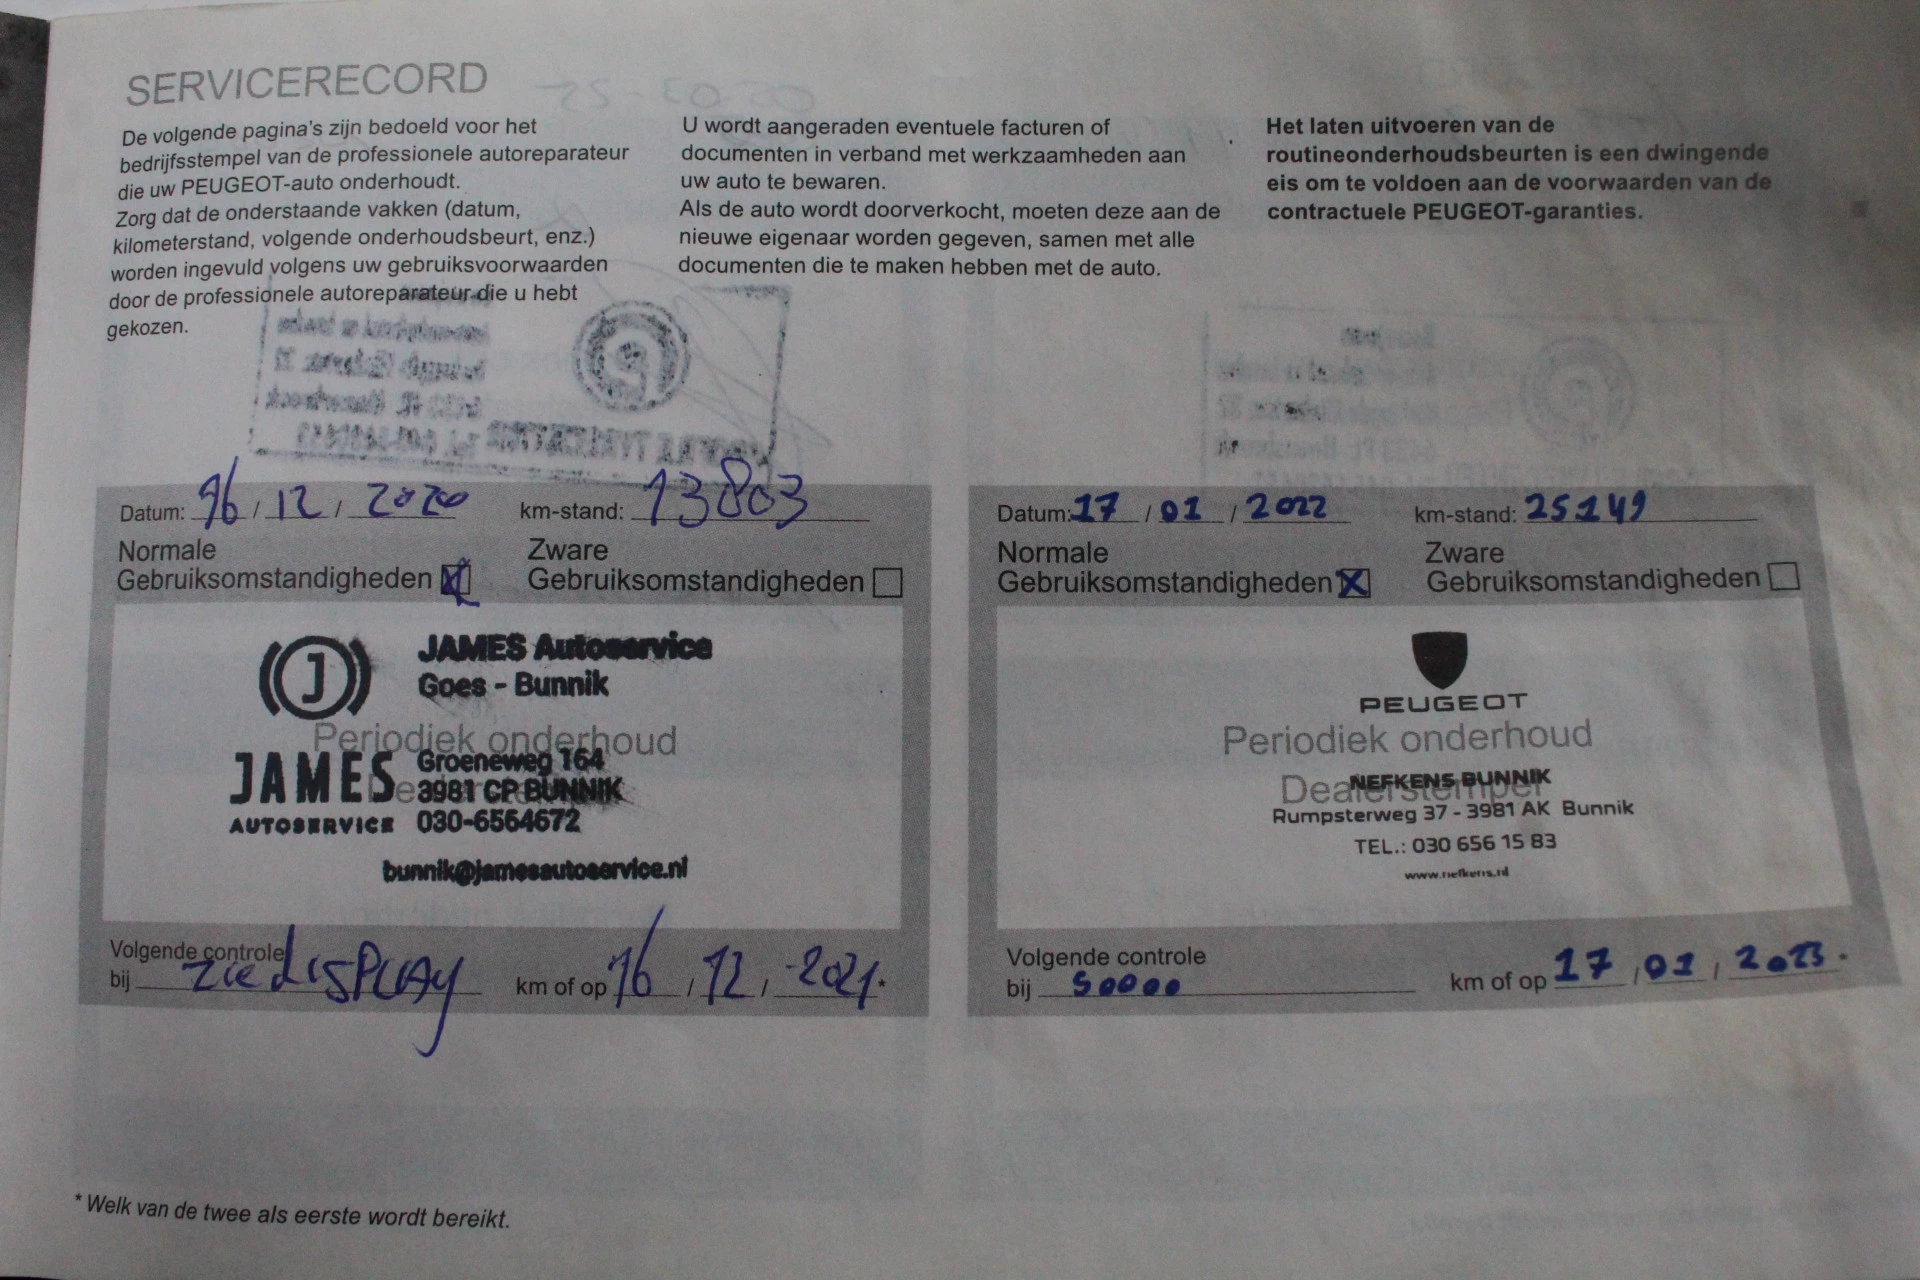 SERVICERECORD
De volgende pagina's zijn bedoeld voor het
bedrijfsstempel van de professionele autoreparateur
die uw PEUGEOT-auto onderhoudt.
Zorg dat de onderstaande vakken (datum,
kilometerstand, volgende onderhoudsbeurt, enz.)
worden ingevuld volgens uw gebruiksvoorwaarden
door de professionele autoreparateur die u hebt
gekozen.
U wordt aangeraden eventuele facturen of
documenten in verband met werkzaamheden aan
uw auto te bewaren.
Als de auto wordt doorverkocht, moeten deze aan de
nieuwe eigenaar worden gegeven, samen met alle
documenten die te maken hebben met de auto.
Het laten uitvoeren van de
routineonderhoudsbeurten is een dwingende
eis om te voldoen aan de voorwaarden van de
contractuele PEUGEOT-garanties.
Datum: 16 / 12 / 2020 km-stand: 13803
Normale
Gebruiksomstandigheden
Zware
Gebruiksomstandigheden
J
JAMES
AUTOSERVICE
JAMES Autoservice
Goes - Bunnik
Periodiek onderhoud
Groeneweg 164
3981 CP BUNNIK
030-6564672
bunnik@jamesautoservice.nl
Volgende controle
bij zie display km of op 16 / 12 / 2021.*
Datum: 17 / 01 / 2022 km-stand: 25149
Normale
Gebruiksomstandigheden
Zware
Gebruiksomstandigheden
PEUGEOT
Periodiek onderhoud
Dealerstempel
NEFKENS BUNNIK
Rumpsterweg 37 - 3981 AK Bunnik
TEL.: 030 656 15 83
www.nefkens.nl
Volgende controle
bij 50000 km of op 17 / 01 / 2023.
* Welk van de twee als eerste wordt bereikt.